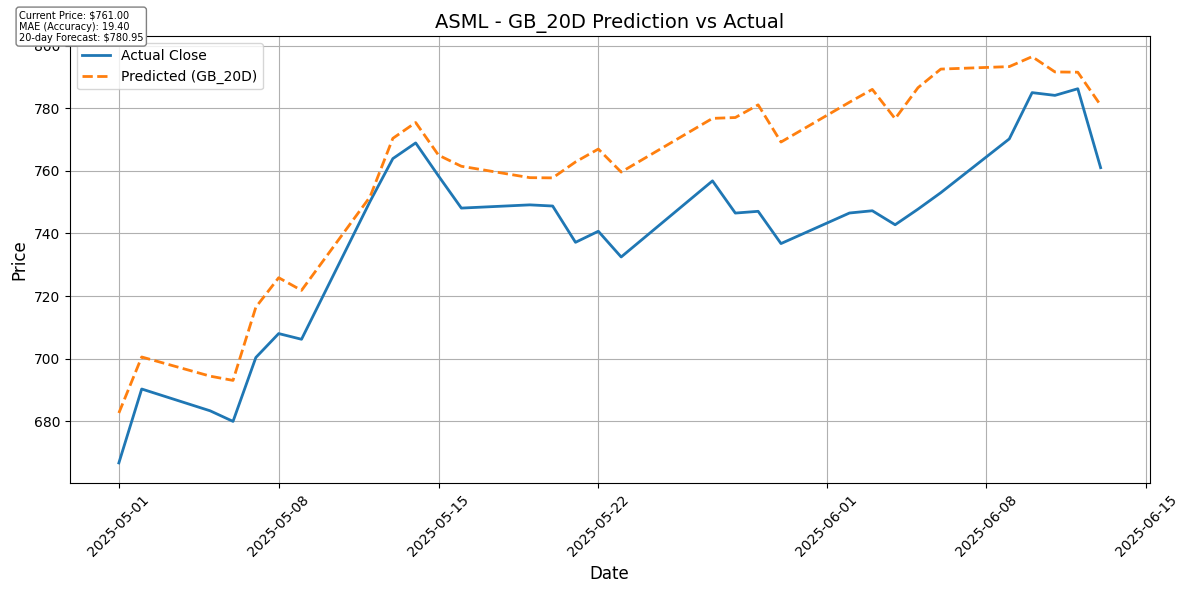 ASML - GB_20D Prediction vs Actual
Current Price: $761.00
MAE (Accuracy): 19.40
20-day Forecast: $780.95
Actual Close
Predicted (GB_20D)
Price
800
780
760
740
720
700
680
2025-05-01
2025-05-08
2025-05-15
2025-05-22
2025-06-01
2025-06-08
2025-06-15
Date